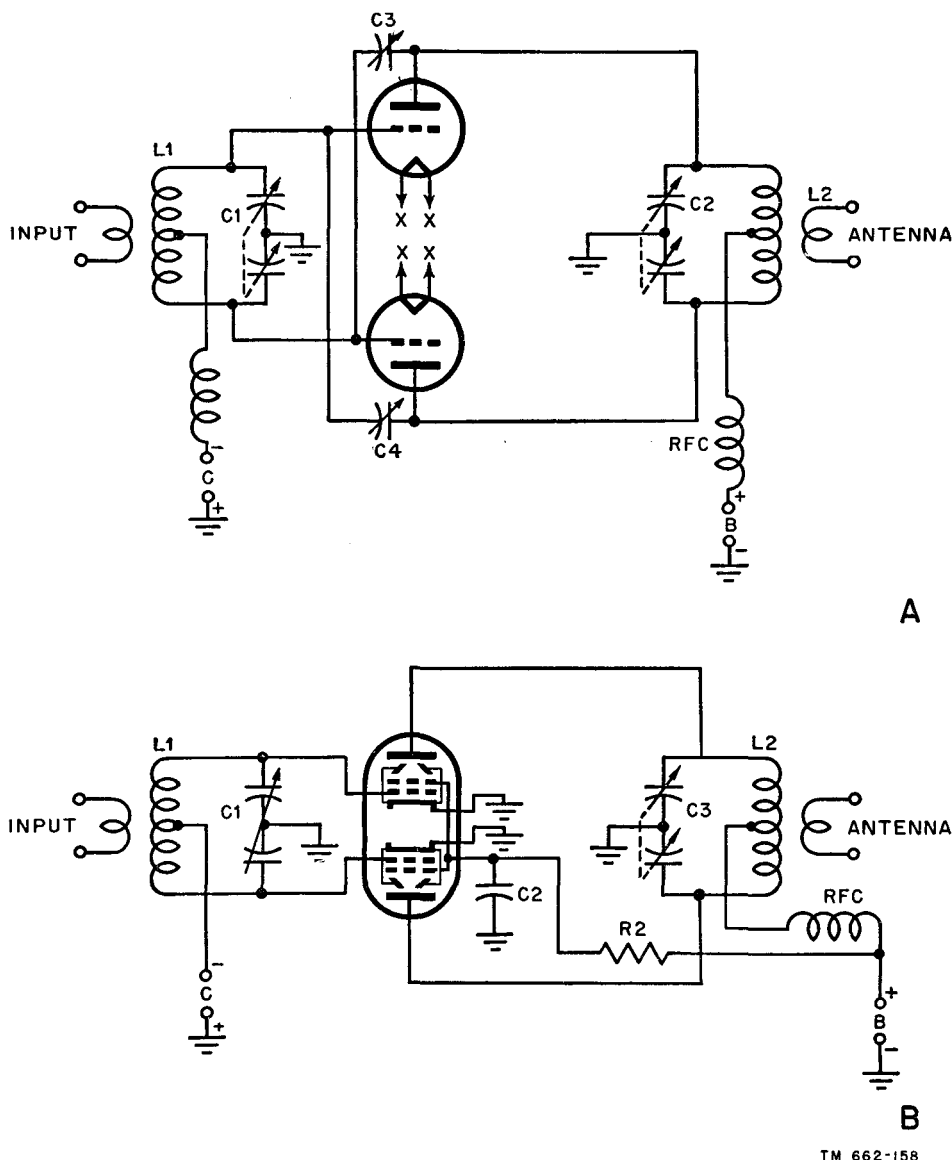 C3
L1
C1
INPUT
X X
X X
C2
L2
ANTENNA
C4
RFC
-
C
+
+
B
-
A
L1
L2
INPUT
C1
C3
ANTENNA
C2
RFC
R2
-
C
+
+
B
-
B
TM 662-158